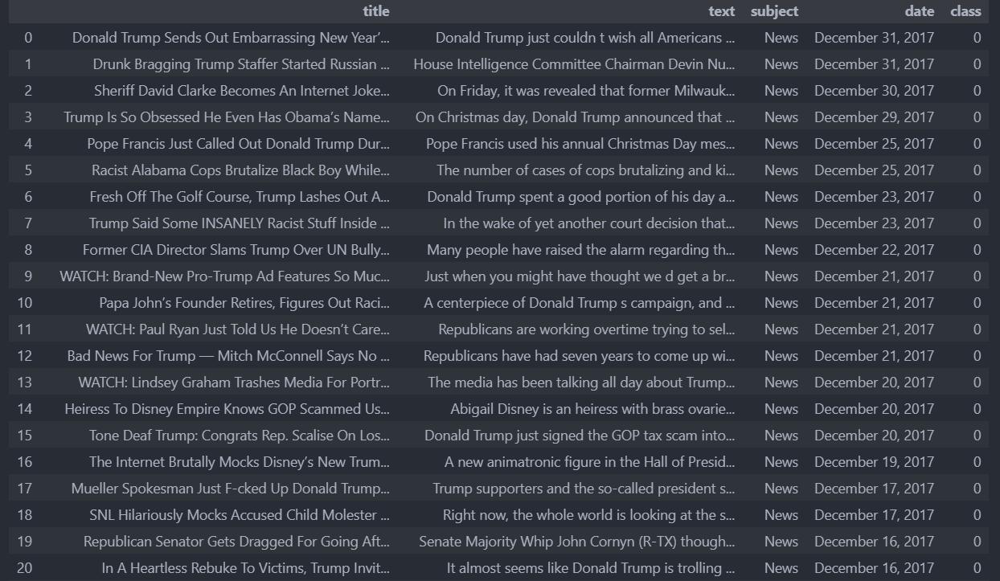 title text subject date class
0 Donald Trump Sends Out Embarrassing New Year’... Donald Trump just couldn t wish all Americans ... News December 31, 2017 0
1 Drunk Bragging Trump Staffer Started Russian ... House Intelligence Committee Chairman Devin Nu... News December 31, 2017 0
2 Sheriff David Clarke Becomes An Internet Joke... On Friday, it was revealed that former Milwauk... News December 30, 2017 0
3 Trump Is So Obsessed He Even Has Obama’s Name... On Christmas day, Donald Trump announced that ... News December 29, 2017 0
4 Pope Francis Just Called Out Donald Trump Dur... Pope Francis used his annual Christmas Day mes... News December 25, 2017 0
5 Racist Alabama Cops Brutalize Black Boy While... The number of cases of cops brutalizing and ki... News December 25, 2017 0
6 Fresh Off The Golf Course, Trump Lashes Out A... Donald Trump spent a good portion of his day a... News December 23, 2017 0
7 Trump Said Some INSANELY Racist Stuff Inside ... In the wake of yet another court decision that... News December 23, 2017 0
8 Former CIA Director Slams Trump Over UN Bully... Many people have raised the alarm regarding th... News December 22, 2017 0
9 WATCH: Brand-New Pro-Trump Ad Features So Muc... Just when you might have thought we d get a br... News December 21, 2017 0
10 Papa John’s Founder Retires, Figures Out Raci... A centerpiece of Donald Trump s campaign, and ... News December 21, 2017 0
11 WATCH: Paul Ryan Just Told Us He Doesn’t Care... Republicans are working overtime trying to sel... News December 21, 2017 0
12 Bad News For Trump — Mitch McConnell Says No ... Republicans have had seven years to come up wi... News December 21, 2017 0
13 WATCH: Lindsey Graham Trashes Media For Portr... The media has been talking all day about Trump... News December 20, 2017 0
14 Heiress To Disney Empire Knows GOP Scammed Us... Abigail Disney is an heiress with brass ovarie... News December 20, 2017 0
15 Tone Deaf Trump: Congrats Rep. Scalise On Los... Donald Trump just signed the GOP tax scam into... News December 20, 2017 0
16 The Internet Brutally Mocks Disney’s New Trum... A new animatronic figure in the Hall of Presid... News December 19, 2017 0
17 Mueller Spokesman Just F-cked Up Donald Trump... Trump supporters and the so-called president s... News December 17, 2017 0
18 SNL Hilariously Mocks Accused Child Molester ... Right now, the whole world is looking at the s... News December 17, 2017 0
19 Republican Senator Gets Dragged For Going Aft... Senate Majority Whip John Cornyn (R-TX) though... News December 16, 2017 0
20 In A Heartless Rebuke To Victims, Trump Invit... It almost seems like Donald Trump is trolling ... News December 16, 2017 0